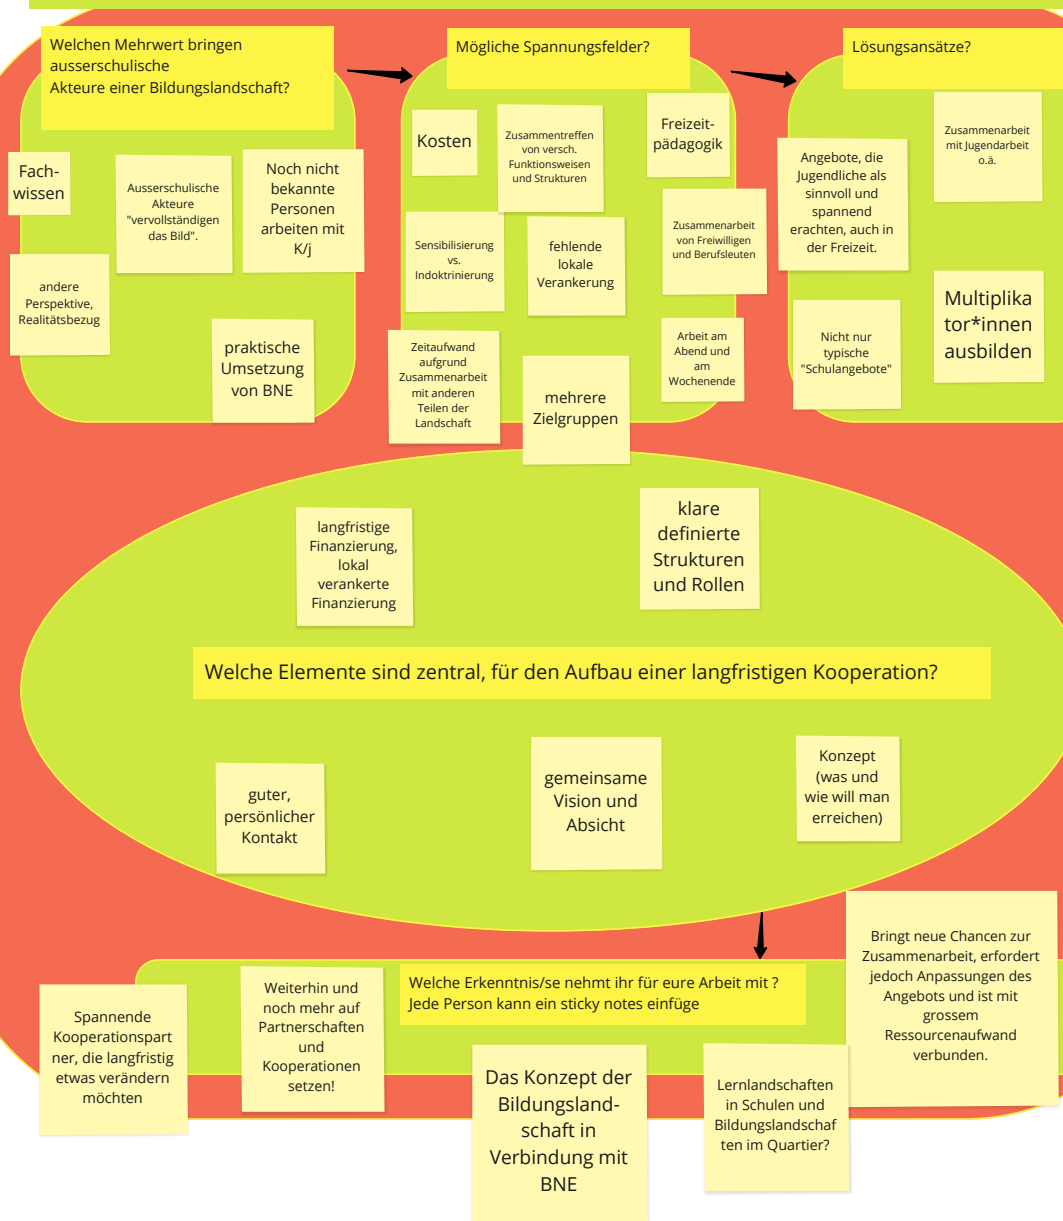 Welchen Mehrwert bringen
ausserschulische
Akteure einer Bildungslandschaft?
Fach-
wissen
Ausserschulische
Akteure
"vervollständigen
das Bild".
Noch nicht
bekannte
Personen
arbeiten mit
K/j
andere
Perspektive,
Realitätsbezug
praktische
Umsetzung
von BNE
Mögliche Spannungsfelder?
Kosten
Zusammentreffen
von versch.
Funktionsweisen
und Strukturen
Freizeit-
pädagogik
Sensibilisierung
vs.
Indoktrinierung
fehlende
lokale
Verankerung
Zusammenarbeit
von Freiwilligen
und Berufsleuten
Zeitaufwand
aufgrund
Zusammenarbeit
mit anderen
Teilen der
Landschaft
mehrere
Zielgruppen
Arbeit am
Abend und
am
Wochenende
Lösungsansätze?
Angebote, die
Jugendliche als
sinnvoll und
spannend
erachten, auch in
der Freizeit.
Zusammenarbeit
mit Jugendarbeit
o.ä.
Nicht nur
typische
"Schulangebote"
Multiplika
tor*innen
ausbilden
langfristige
Finanzierung,
lokal
verankerte
Finanzierung
klare
definierte
Strukturen
und Rollen
Welche Elemente sind zentral, für den Aufbau einer langfristigen Kooperation?
guter,
persönlicher
Kontakt
gemeinsame
Vision und
Absicht
Konzept
(was und
wie will man
erreichen)
Welche Erkenntnis/se nehmt ihr für eure Arbeit mit ?
Jede Person kann ein sticky notes einfüge
Spannende
Kooperationspart
ner, die langfristig
etwas verändern
möchten
Weiterhin und
noch mehr auf
Partnerschaften
und
Kooperationen
setzen!
Das Konzept der
Bildungsland-
schaft in
Verbindung mit
BNE
Lernlandschaften
in Schulen und
Bildungslandschaf
ten im Quartier?
Bringt neue Chancen zur
Zusammenarbeit, erfordert
jedoch Anpassungen des
Angebots und ist mit
grossem
Ressourcenaufwand
verbunden.